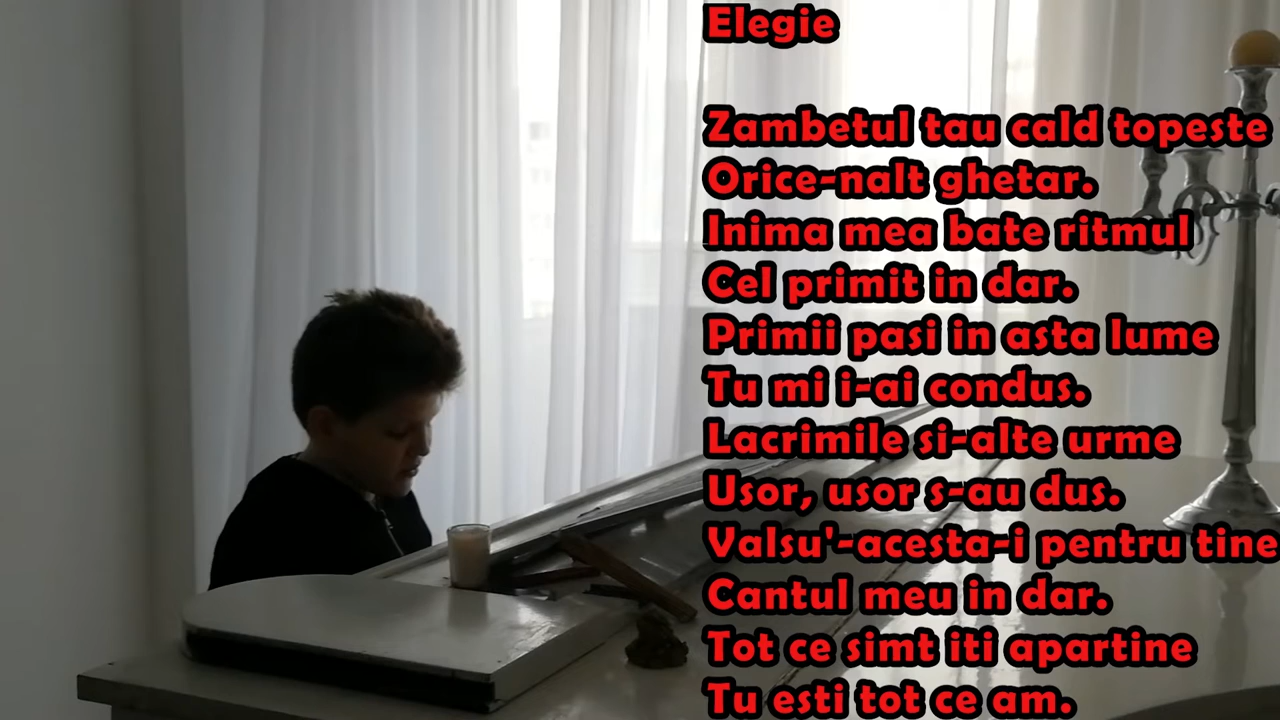 Elegie
Zambetul tau cald topeste
Orice-nalt ghetar.
Inima mea bate ritmul
Cel primit in dar.
Primii pasi in asta lume
Tu mi i-ai condus.
Lacrimile si-alte urme
Usor, usor s-au dus.
Valsu'-acesta-i pentru tine
Cantul meu in dar.
Tot ce simt iti apartine
Tu esti tot ce am.